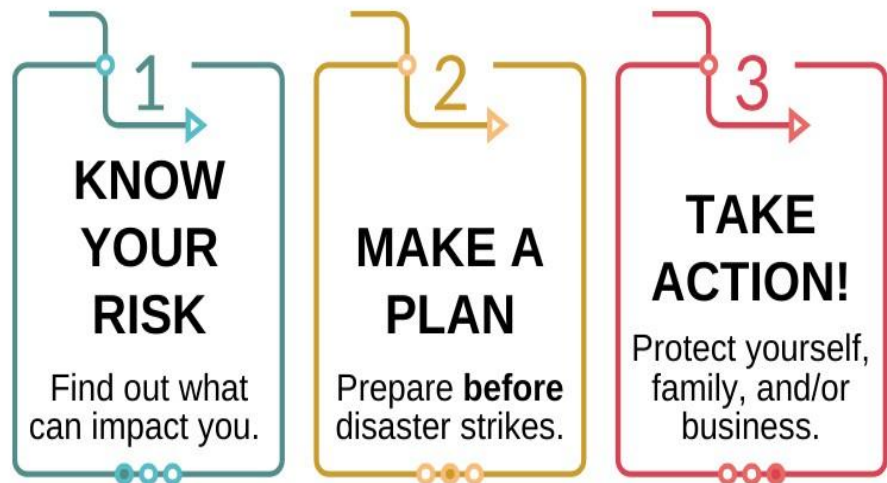 1
KNOW
YOUR
RISK
Find out what
can impact you.
2
MAKE A
PLAN
Prepare before
disaster strikes.
3
TAKE
ACTION!
Protect yourself,
family, and/or
business.